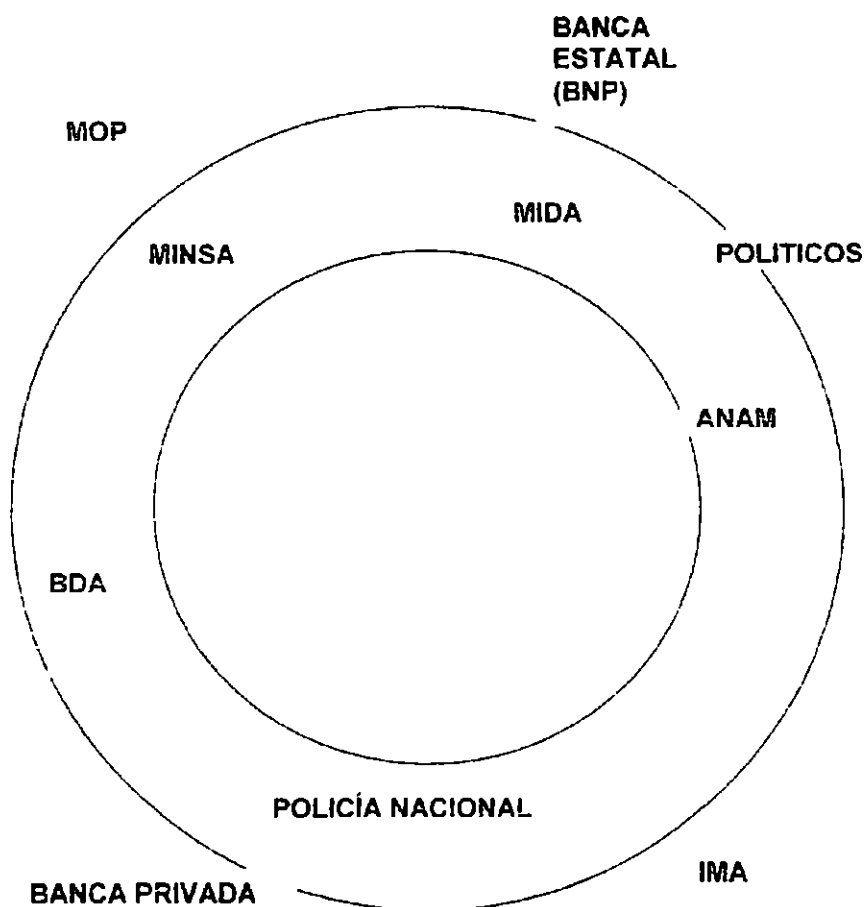 BANCA
ESTATAL
(BNP)
MOP
MIDA
MINSA
POLITICOS
ANAM
BDA
POLICÍA NACIONAL
IMA
BANCA PRIVADA